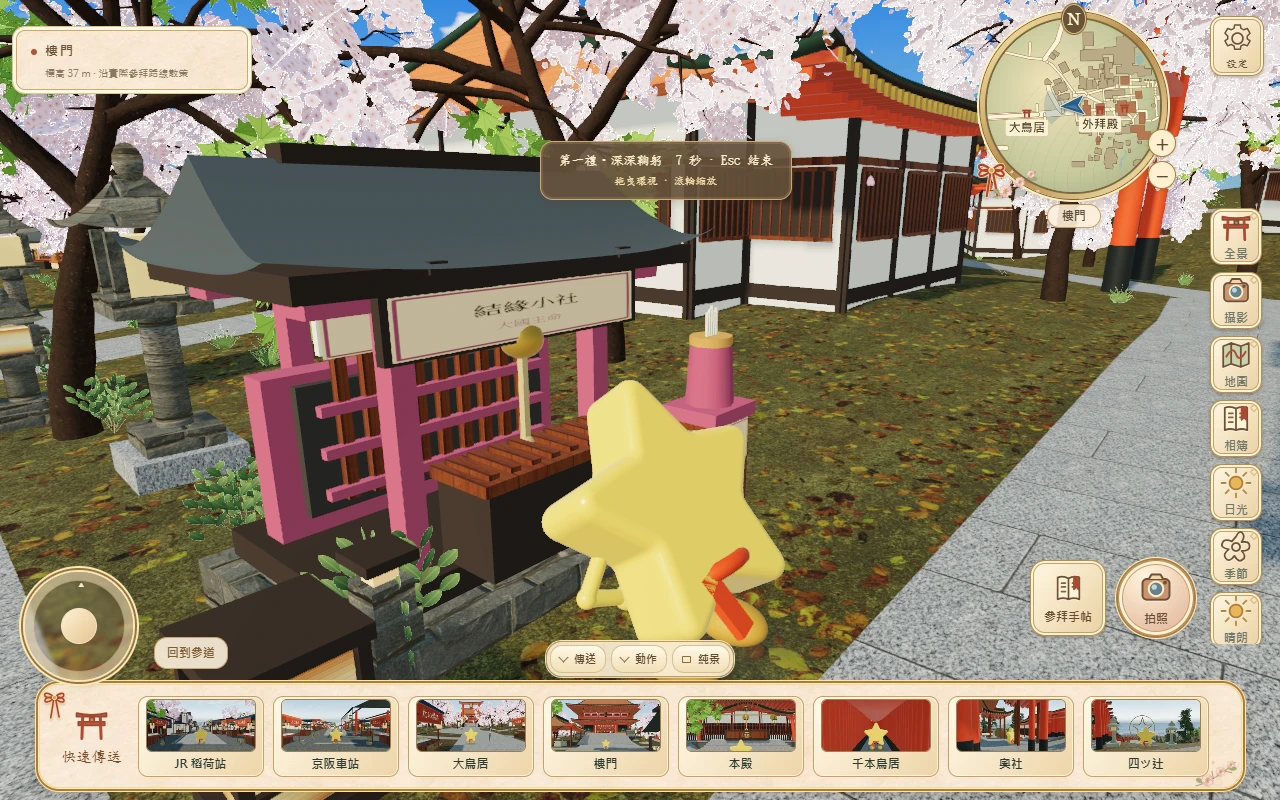 樓門
標高 37 m · 沿實際參拜路線散策
第一種・深深鞠躬 7 秒 · Esc 結束
拖曳環視 · 滾輪縮放
N
大鳥居
外拜殿
樓門
+
−
設定
全景
攝影
地圖
相簿
日光
季節
晴朗
結緣小社
大國主命
參拜手帖
拍照
回到參道
傳送
動作
純景
快速傳送
JR 稻荷站
京阪車站
大鳥居
樓門
本殿
千本鳥居
奧社
四ツ辻